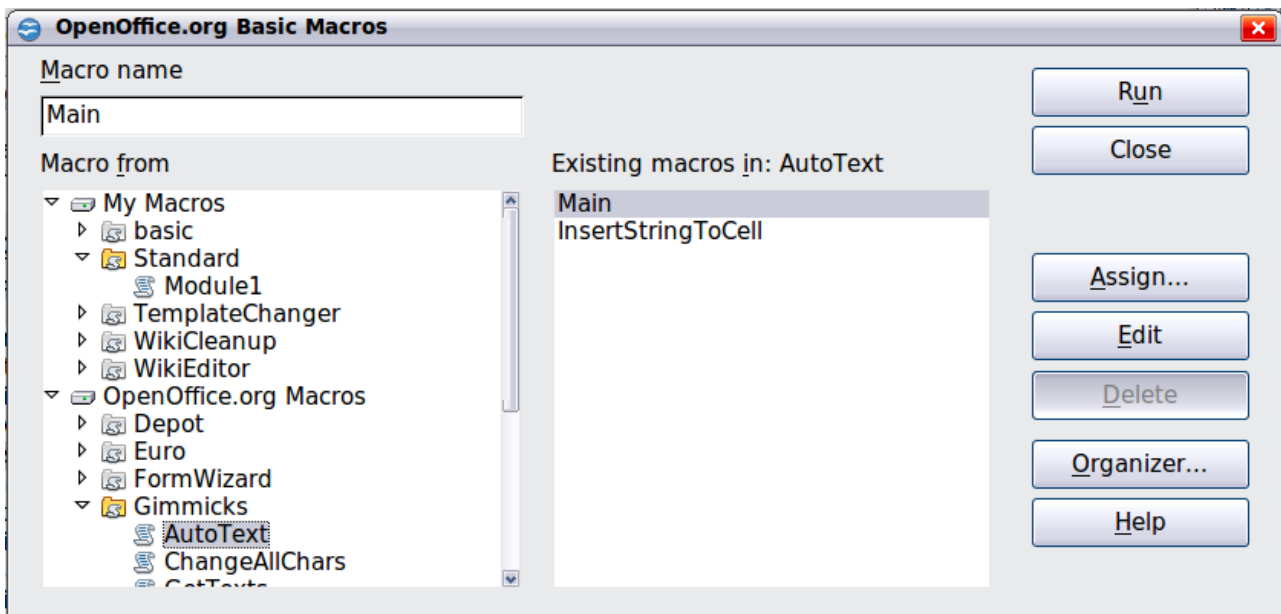 OpenOffice.org Basic Macros
Macro name
Main
Macro from
My Macros
basic
Standard
Module1
TemplateChanger
WikiCleanup
WikiEditor
OpenOffice.org Macros
Depot
Euro
FormWizard
Gimmicks
AutoText
ChangeAllChars
Existing macros in: AutoText
Main
InsertStringToCell
Run
Close
Assign...
Edit
Delete
Organizer...
Help